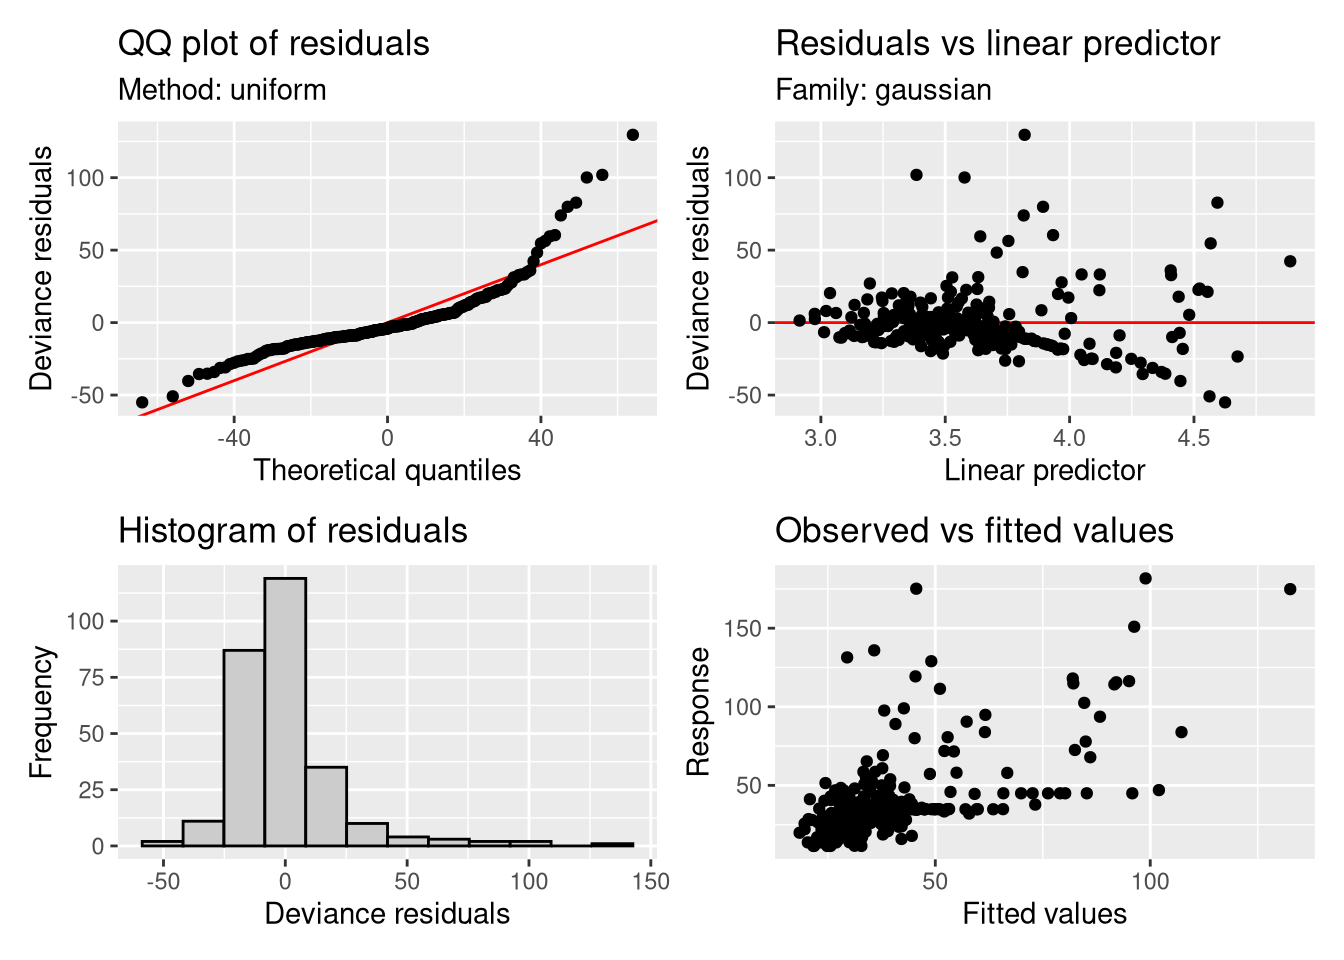 QQ plot of residuals
Method: uniform
Deviance residuals
100
50
0
-50
-40
0
40
Theoretical quantiles
Residuals vs linear predictor
Family: gaussian
Deviance residuals
100
50
0
-50
3.0
3.5
4.0
4.5
Linear predictor
Histogram of residuals
Frequency
100
75
50
25
0
-50
0
50
100
150
Deviance residuals
Observed vs fitted values
Response
150
100
50
50
100
Fitted values